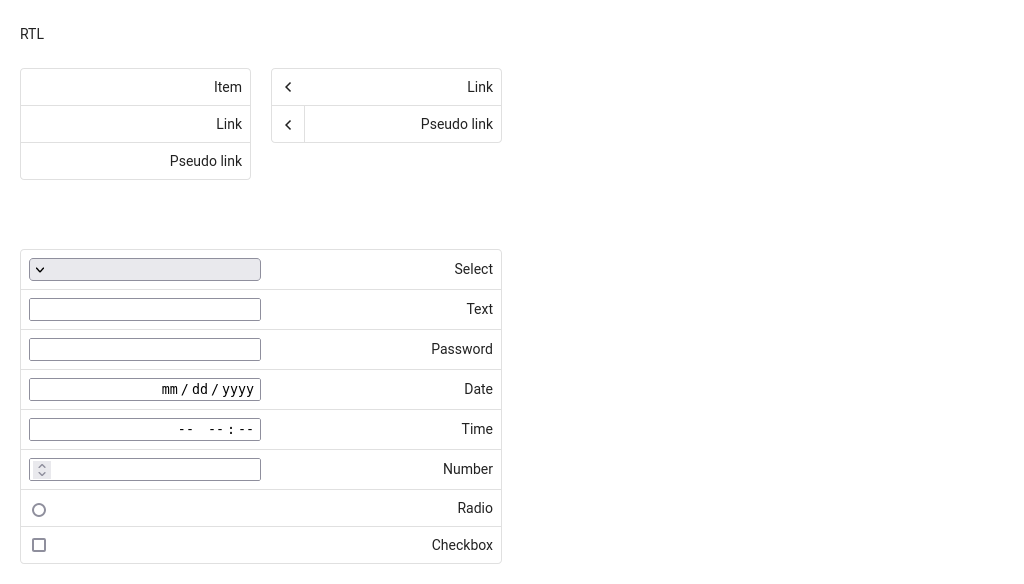 RTL
Item
Link
Pseudo link
Link
Pseudo link
Select
Text
Password
Date mm/dd/yyyy
Time -- --:--
Number
Radio
Checkbox